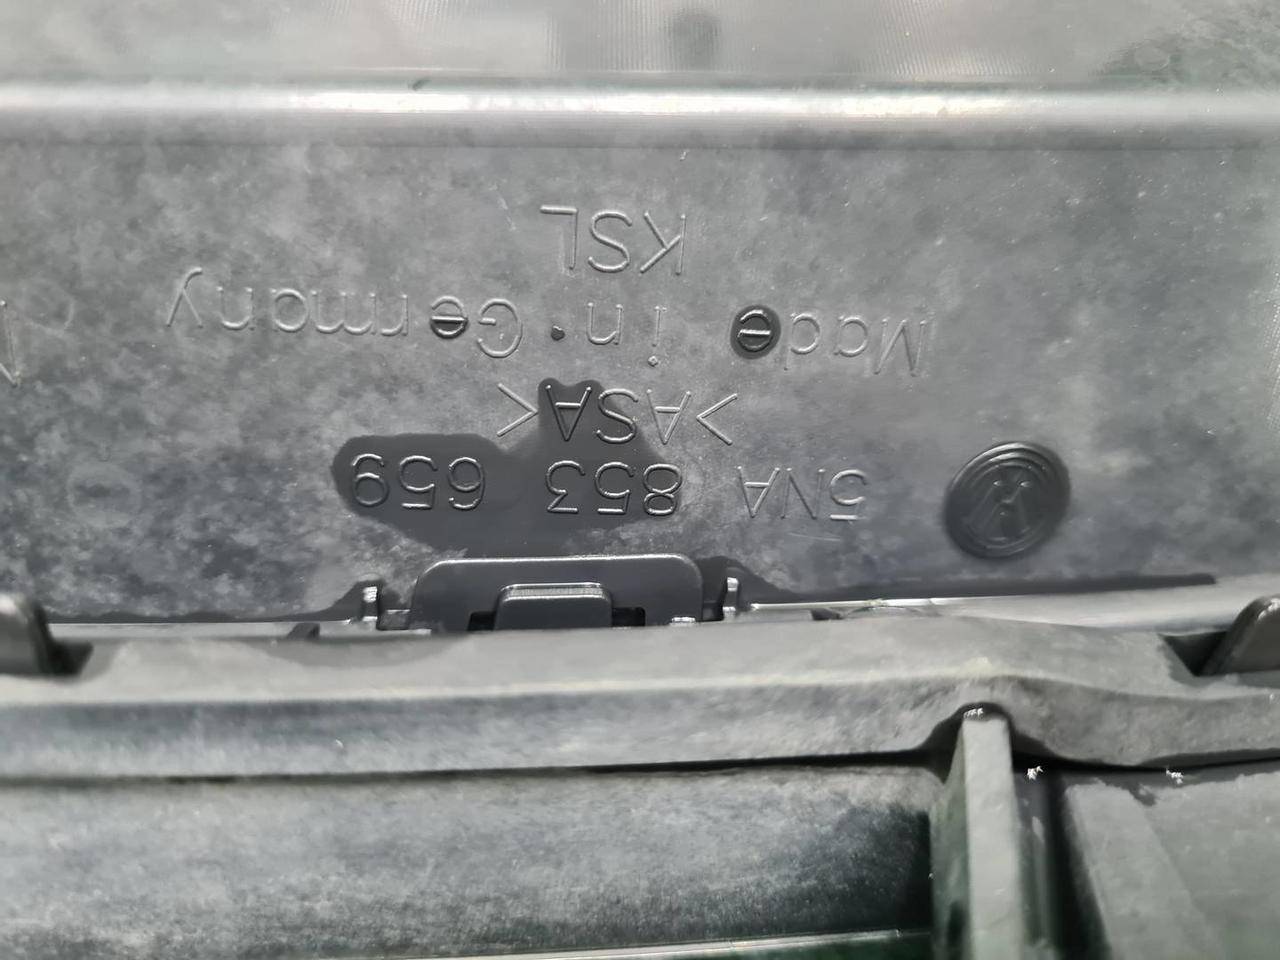 5NA 853 659
>ASA<
Made in Germany
KSL